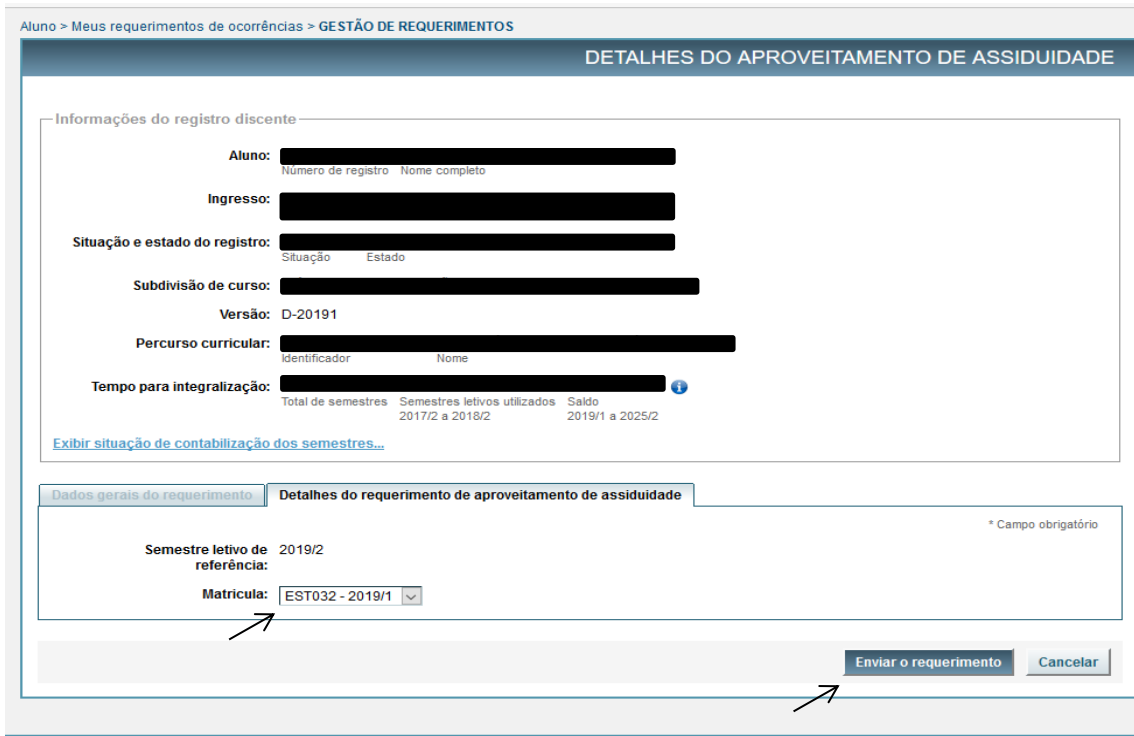 Aluno > Meus requerimentos de ocorrências > GESTÃO DE REQUERIMENTOS
DETALHES DO APROVEITAMENTO DE ASSIDUIDADE
Informações do registro discente
Aluno:
Número de registro Nome completo
Ingresso:
Situação e estado do registro:
Situação Estado
Subdivisão de curso:
Versão: D-20191
Percurso curricular:
Identificador Nome
Tempo para integralização:
Total de semestres Semestres letivos utilizados Saldo
2017/2 a 2018/2 2019/1 a 2025/2
Exibir situação de contabilização dos semestres...
Dados gerais do requerimento Detalhes do requerimento de aproveitamento de assiduidade
* Campo obrigatório
Semestre letivo de 2019/2
referência:
Matricula: EST032 - 2019/1
Enviar o requerimento Cancelar